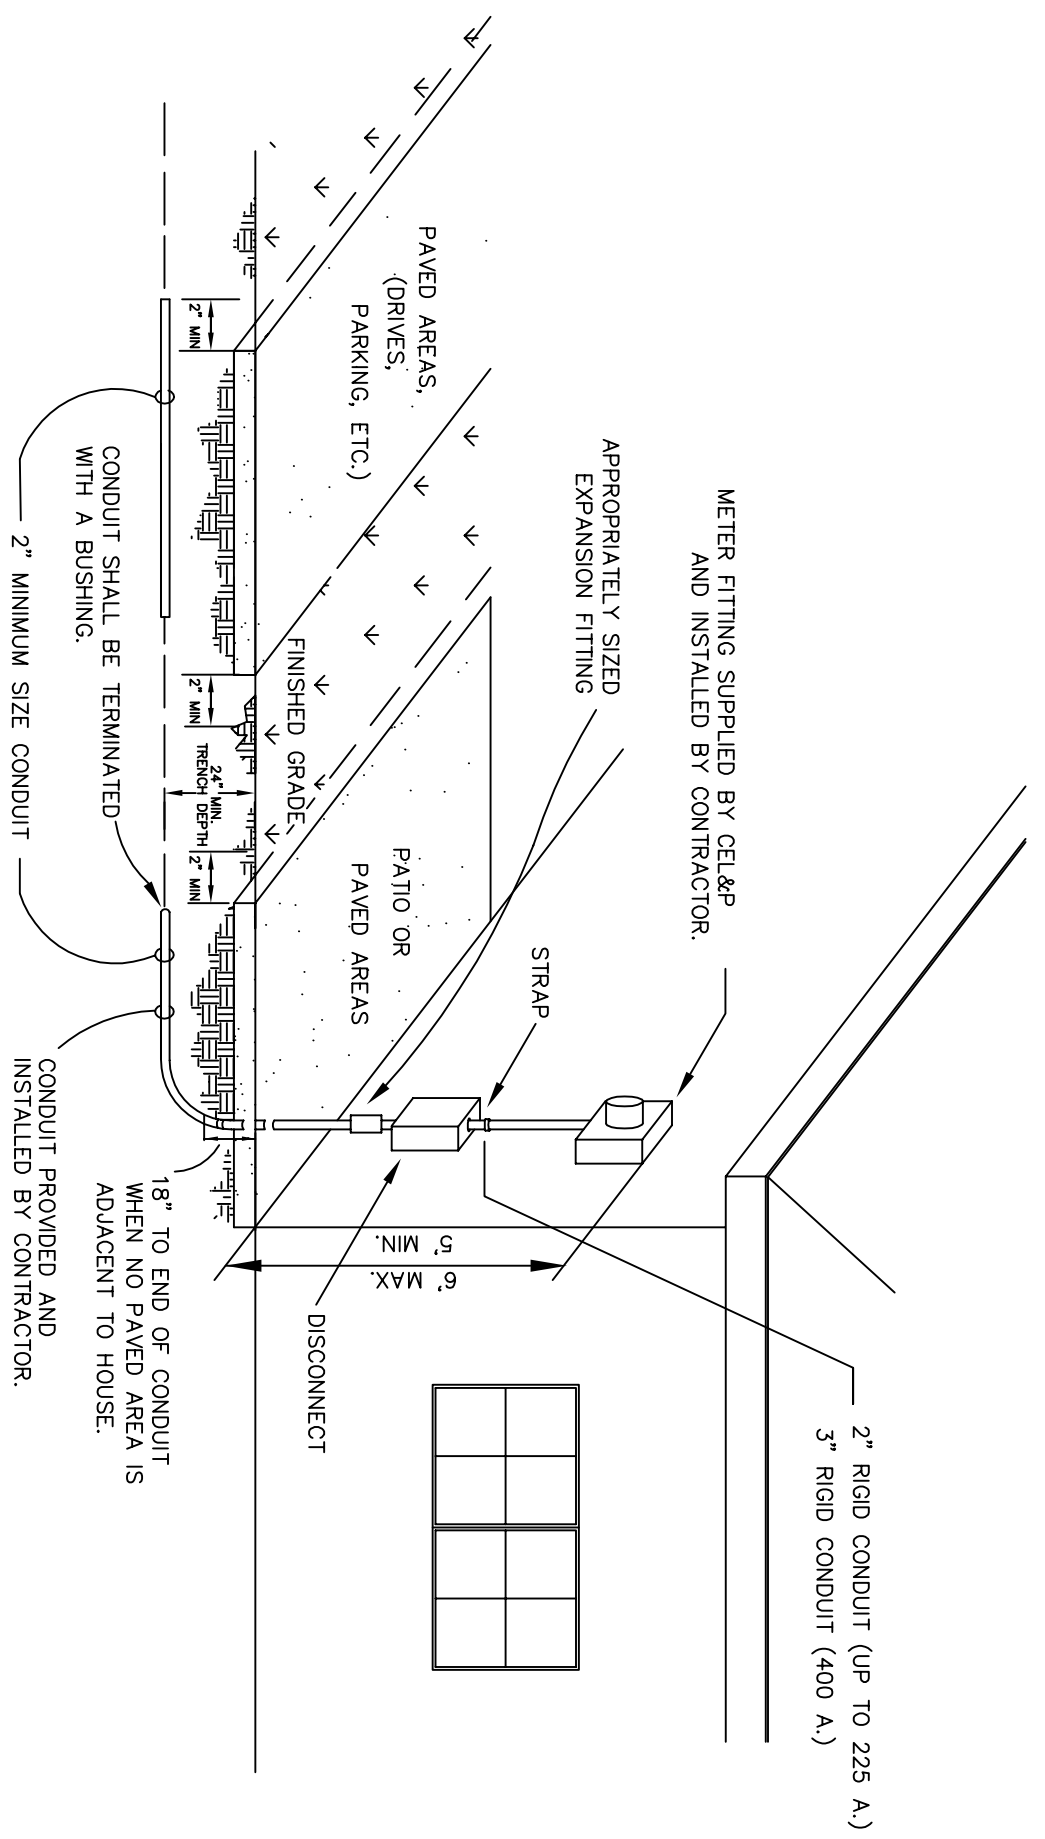 2" RIGID CONDUIT (UP TO 225 A.)
3" RIGID CONDUIT (400 A.)
METER FITTING SUPPLIED BY CEL&P
AND INSTALLED BY CONTRACTOR.
APPROPRIATELY SIZED
EXPANSION FITTING
STRAP
PAVED AREAS,
(DRIVES,
PARKING, ETC.)
PATIO OR
PAVED AREAS
5' MIN.
6' MAX.
DISCONNECT
FINISHED GRADE
2" MIN
2" MIN
24" MIN.
TRENCH DEPTH
2" MIN
18" TO END OF CONDUIT
WHEN NO PAVED AREA IS
ADJACENT TO HOUSE.
CONDUIT SHALL BE TERMINATED
WITH A BUSHING.
2" MINIMUM SIZE CONDUIT
CONDUIT PROVIDED AND
INSTALLED BY CONTRACTOR.